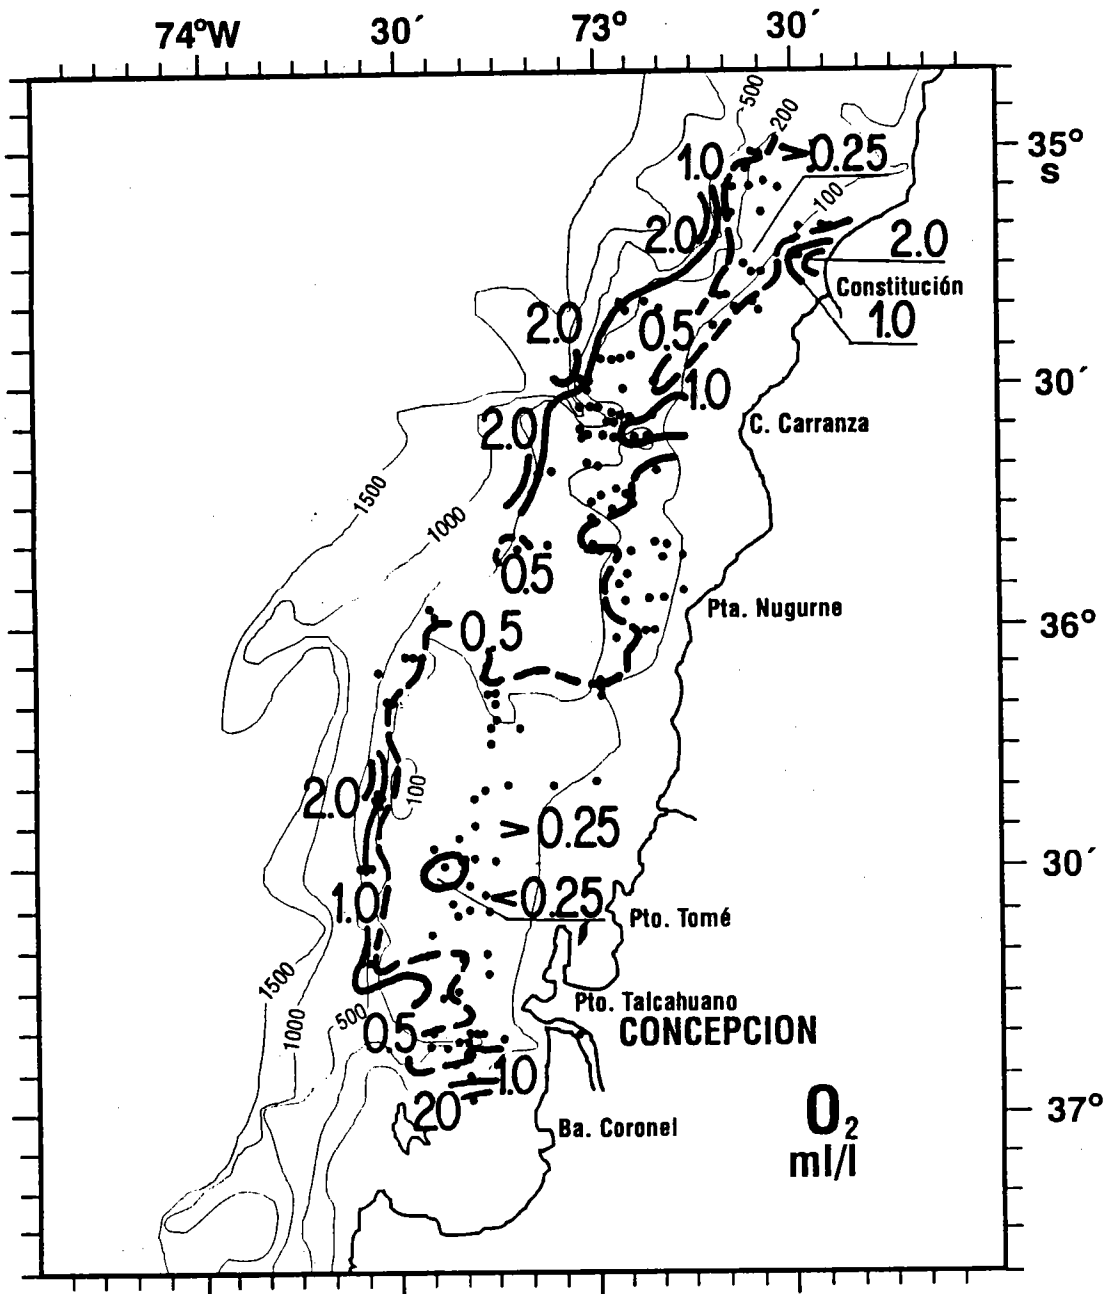 74°W 30´ 73° 30´
500
200
35°
S
1.0 >0.25
100
2.0 2.0
Constitución
2.0 0.5 1.0
30´
1.0
2.0 C. Carranza
1500
1000
0.5
Pta. Nugurne
0.5 36°
2.0 100
> 0.25
30´
1.0 <0.25
Pto. Tomé
1500
Pto. Talcahuano
1000 500 0.5 CONCEPCION
1.0
20 37°
Ba. Coronel
O₂
ml/l